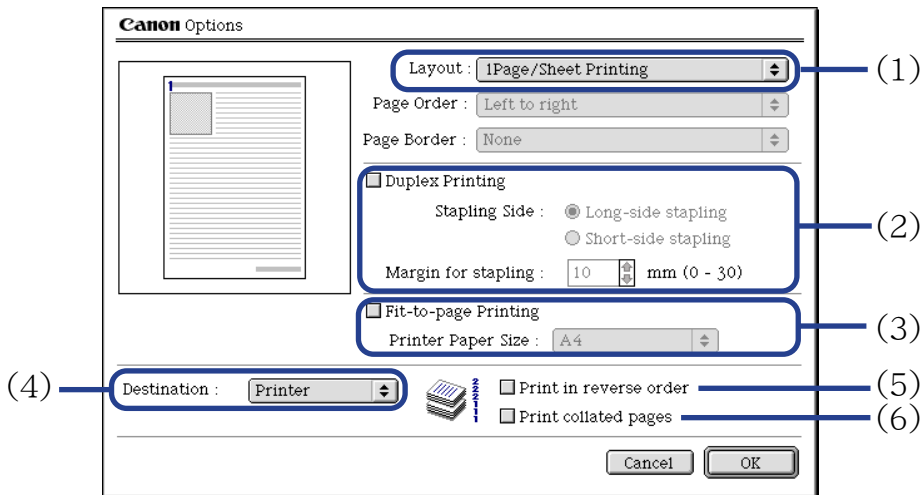 Canon Options
1
Layout : 1Page/Sheet Printing
(1)
Page Order : Left to right
Page Border : None
Duplex Printing
Stapling Side : Long-side stapling
Short-side stapling
(2)
Margin for stapling : 10 mm (0 - 30)
Fit-to-page Printing
(3)
Printer Paper Size : A4
(4)
Destination : Printer
222111
Print in reverse order
(5)
Print collated pages
(6)
Cancel OK